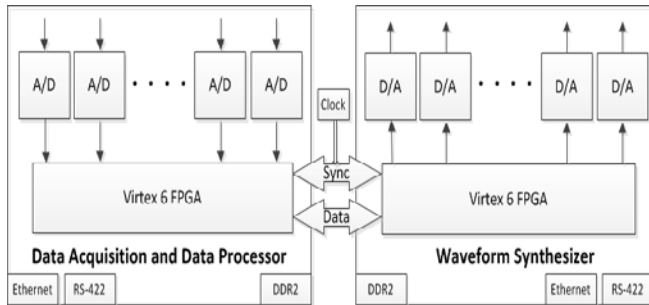 A/D A/D · · · · A/D A/D
Clock
D/A D/A · · · · D/A D/A
Virtex 6 FPGA
Sync
Data
Virtex 6 FPGA
Data Acquisition and Data Processor
Waveform Synthesizer
Ethernet RS-422 DDR2
DDR2 Ethernet RS-422